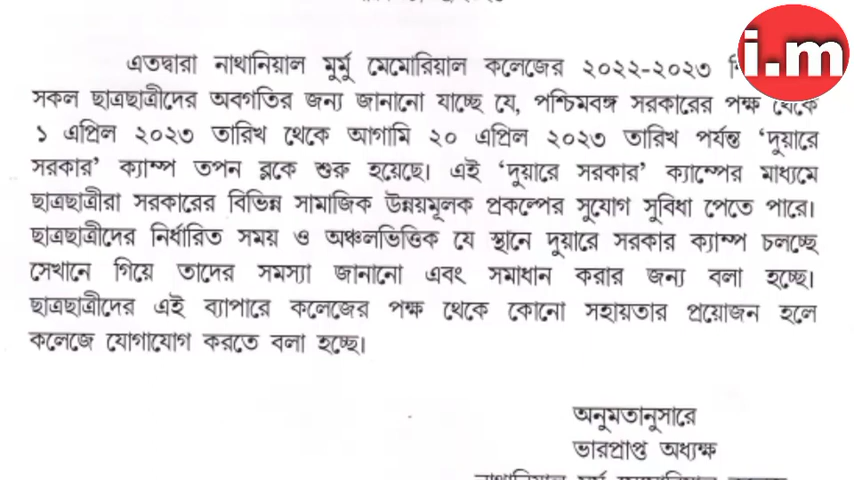 i.m
এতদ্বারা নাথানিয়াল মুর্মু মেমোরিয়াল কলেজের ২০২২-২০২৩
সকল ছাত্রছাত্রীদের অবগতির জন্য জানানো যাচ্ছে যে, পশ্চিমবঙ্গ সরকারের পক্ষ থেকে
১ এপ্রিল ২০২৩ তারিখ থেকে আগামি ২০ এপ্রিল ২০২৩ তারিখ পর্যন্ত ‘দুয়ারে
সরকার’ ক্যাম্প তপন ব্লকে শুরু হয়েছে। এই ‘দুয়ারে সরকার’ ক্যাম্পের মাধ্যমে
ছাত্রছাত্রীরা সরকারের বিভিন্ন সামাজিক উন্নয়মূলক প্রকল্পের সুযোগ সুবিধা পেতে পারে।
ছাত্রছাত্রীদের নির্ধারিত সময় ও অঞ্চলভিত্তিক যে স্থানে দুয়ারে সরকার ক্যাম্প চলছে
সেখানে গিয়ে তাদের সমস্যা জানানো এবং সমাধান করার জন্য বলা হচ্ছে।
ছাত্রছাত্রীদের এই ব্যাপারে কলেজের পক্ষ থেকে কোনো সহায়তার প্রয়োজন হলে
কলেজে যোগাযোগ করতে বলা হচ্ছে।
অনুমতানুসারে
ভারপ্রাপ্ত অধ্যক্ষ